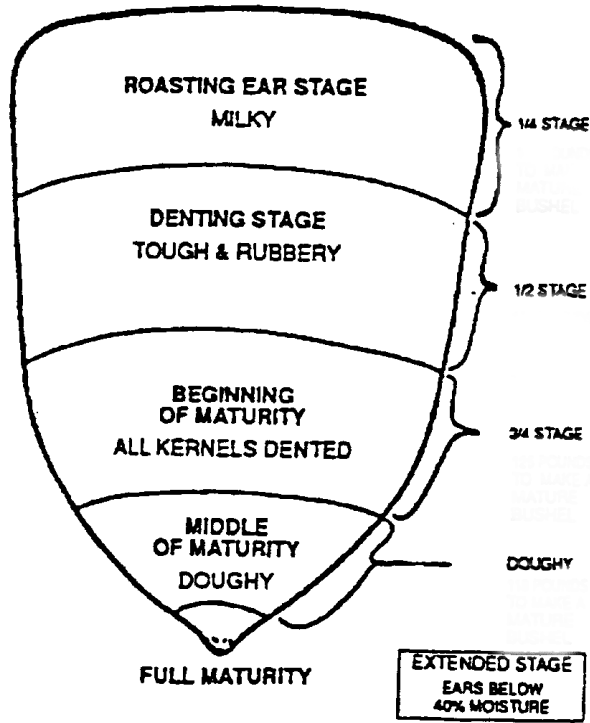 ROASTING EAR STAGE
MILKY
1/4 STAGE
DENTING STAGE
TOUGH & RUBBERY
1/2 STAGE
BEGINNING
OF MATURITY
ALL KERNELS DENTED
3/4 STAGE
MIDDLE
OF MATURITY
DOUGHY
DOUGHY
FULL MATURITY
EXTENDED STAGE
EARS BELOW
40% MOISTURE